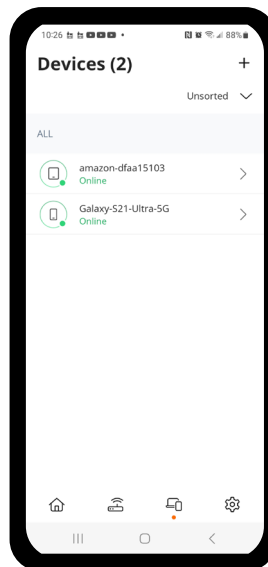 10:26 88%
Devices (2) +
Unsorted
ALL
amazon-dfaa15103
Online
Galaxy-S21-Ultra-5G
Online